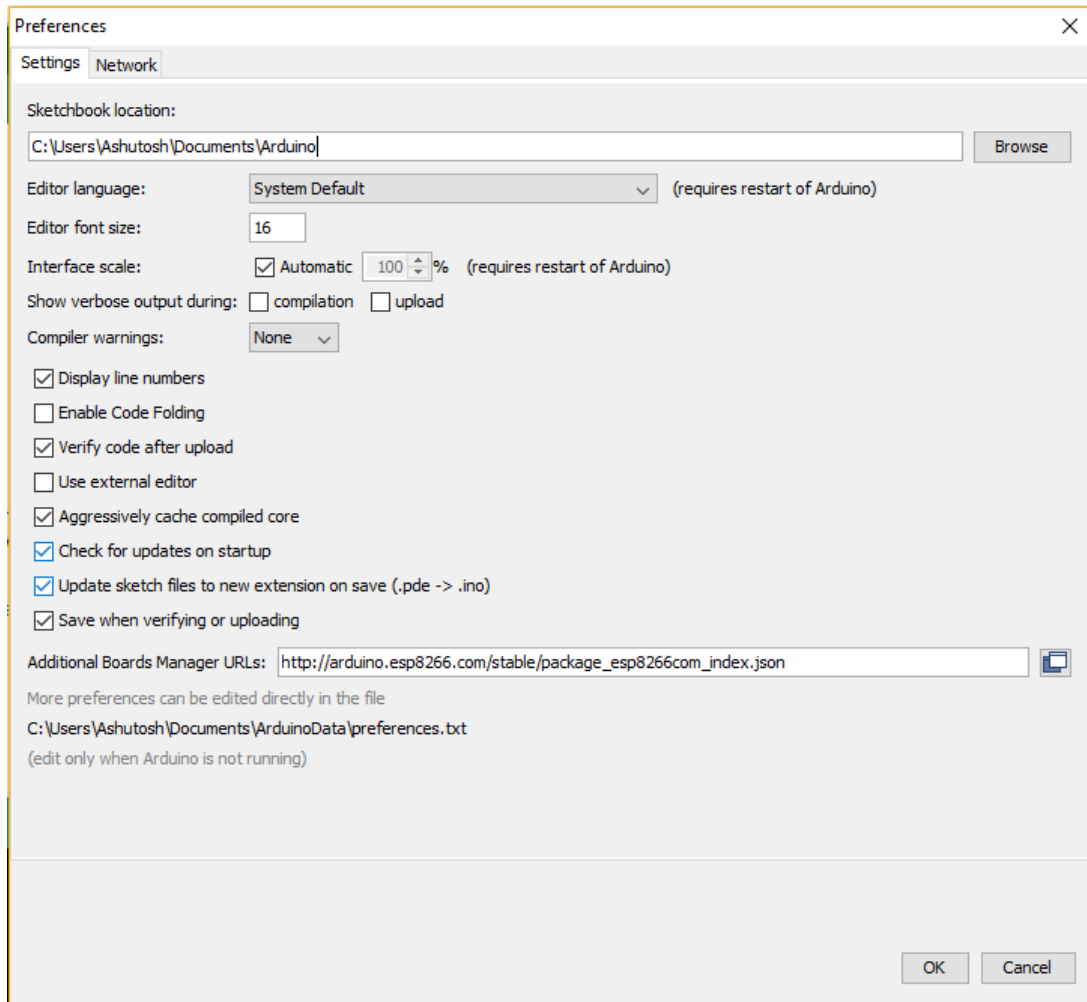 Preferences
Settings Network
Sketchbook location:
C:\Users\Ashutosh\Documents\Arduino Browse
Editor language: System Default (requires restart of Arduino)
Editor font size: 16
Interface scale: Automatic 100 % (requires restart of Arduino)
Show verbose output during: compilation upload
Compiler warnings: None
Display line numbers
Enable Code Folding
Verify code after upload
Use external editor
Aggressively cache compiled core
Check for updates on startup
Update sketch files to new extension on save (.pde -> .ino)
Save when verifying or uploading
Additional Boards Manager URLs: http://arduino.esp8266.com/stable/package_esp8266com_index.json
More preferences can be edited directly in the file
C:\Users\Ashutosh\Documents\ArduinoData\preferences.txt
(edit only when Arduino is not running)
OK Cancel